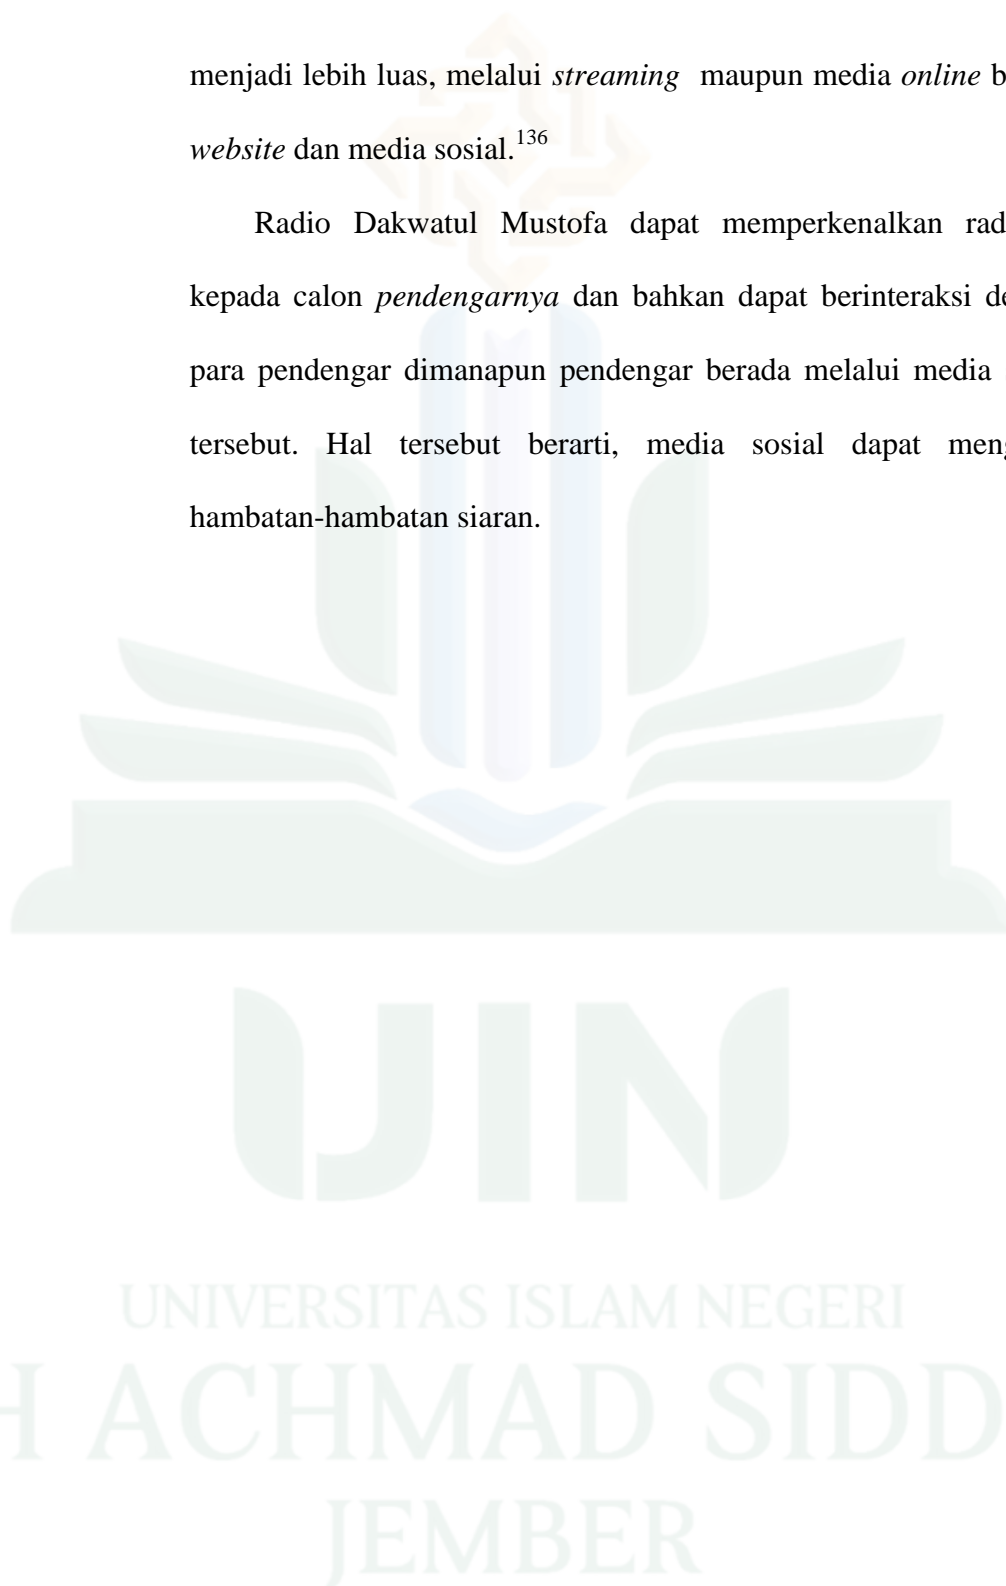 menjadi lebih luas, melalui streaming maupun media online b
website dan media sosial.136
Radio Dakwatul Mustofa dapat memperkenalkan rad
kepada calon pendengarnya dan bahkan dapat berinteraksi de
para pendengar dimanapun pendengar berada melalui media
tersebut. Hal tersebut berarti, media sosial dapat meng
hambatan-hambatan siaran.
UIN
UNIVERSITAS ISLAM NEGERI
H ACHMAD SIDD
JEMBER